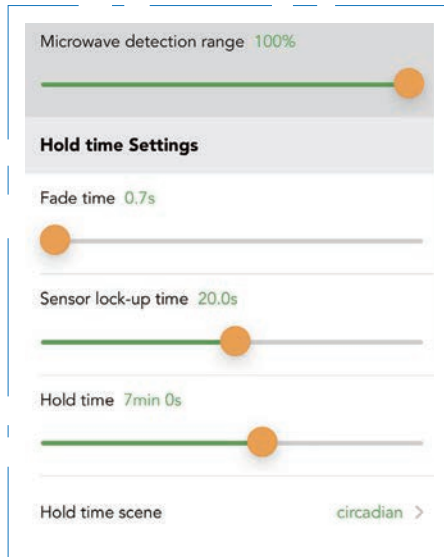 Microwave detection range 100%
Hold time Settings
Fade time 0.7s
Sensor lock-up time 20.0s
Hold time 7min 0s
Hold time scene circadian >